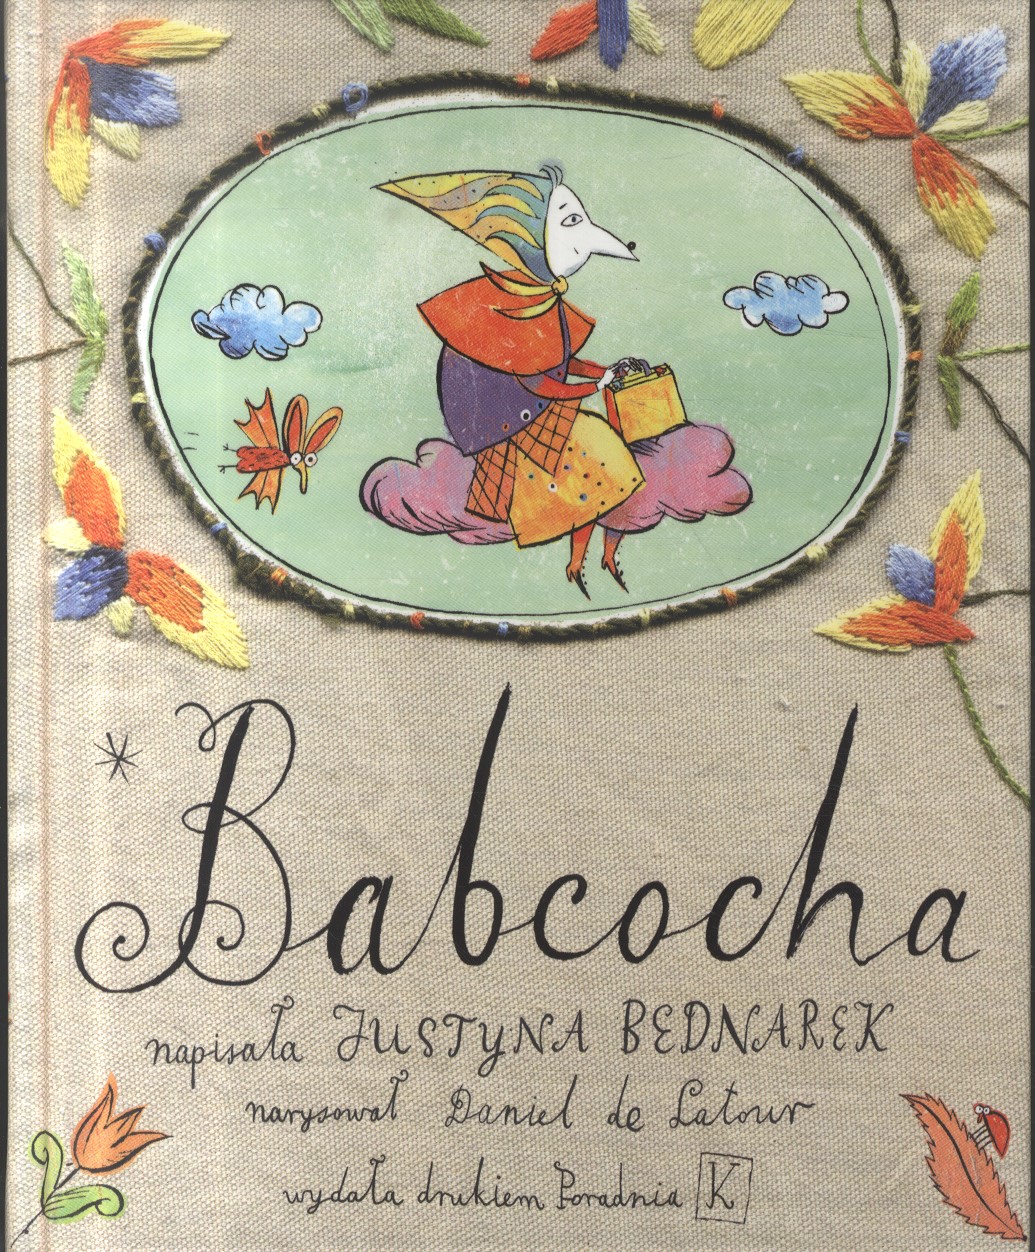 Babcocha
napisała JUSTYNA BEDNAREK
narysował Daniel de Latour
wydała drukiem Poradnia K